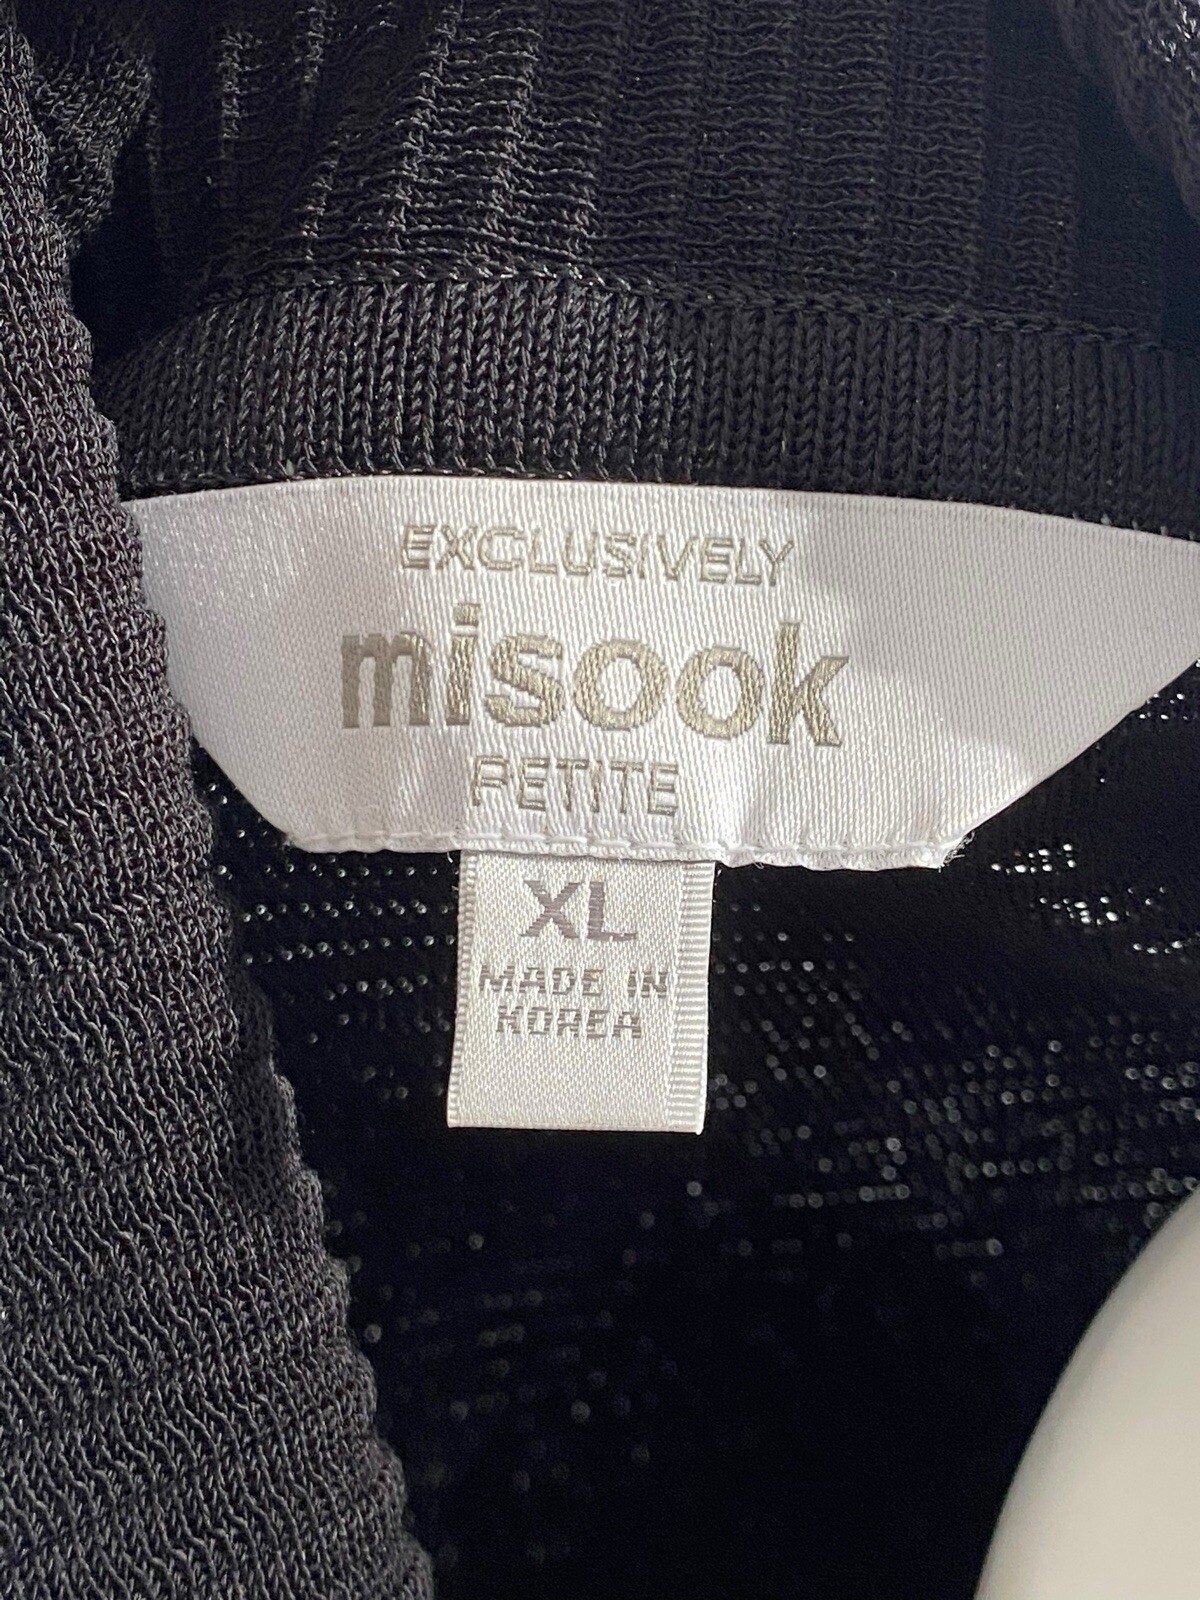 EXCLUSIVELY
misook
PETITE
XL
MADE IN
KOREA